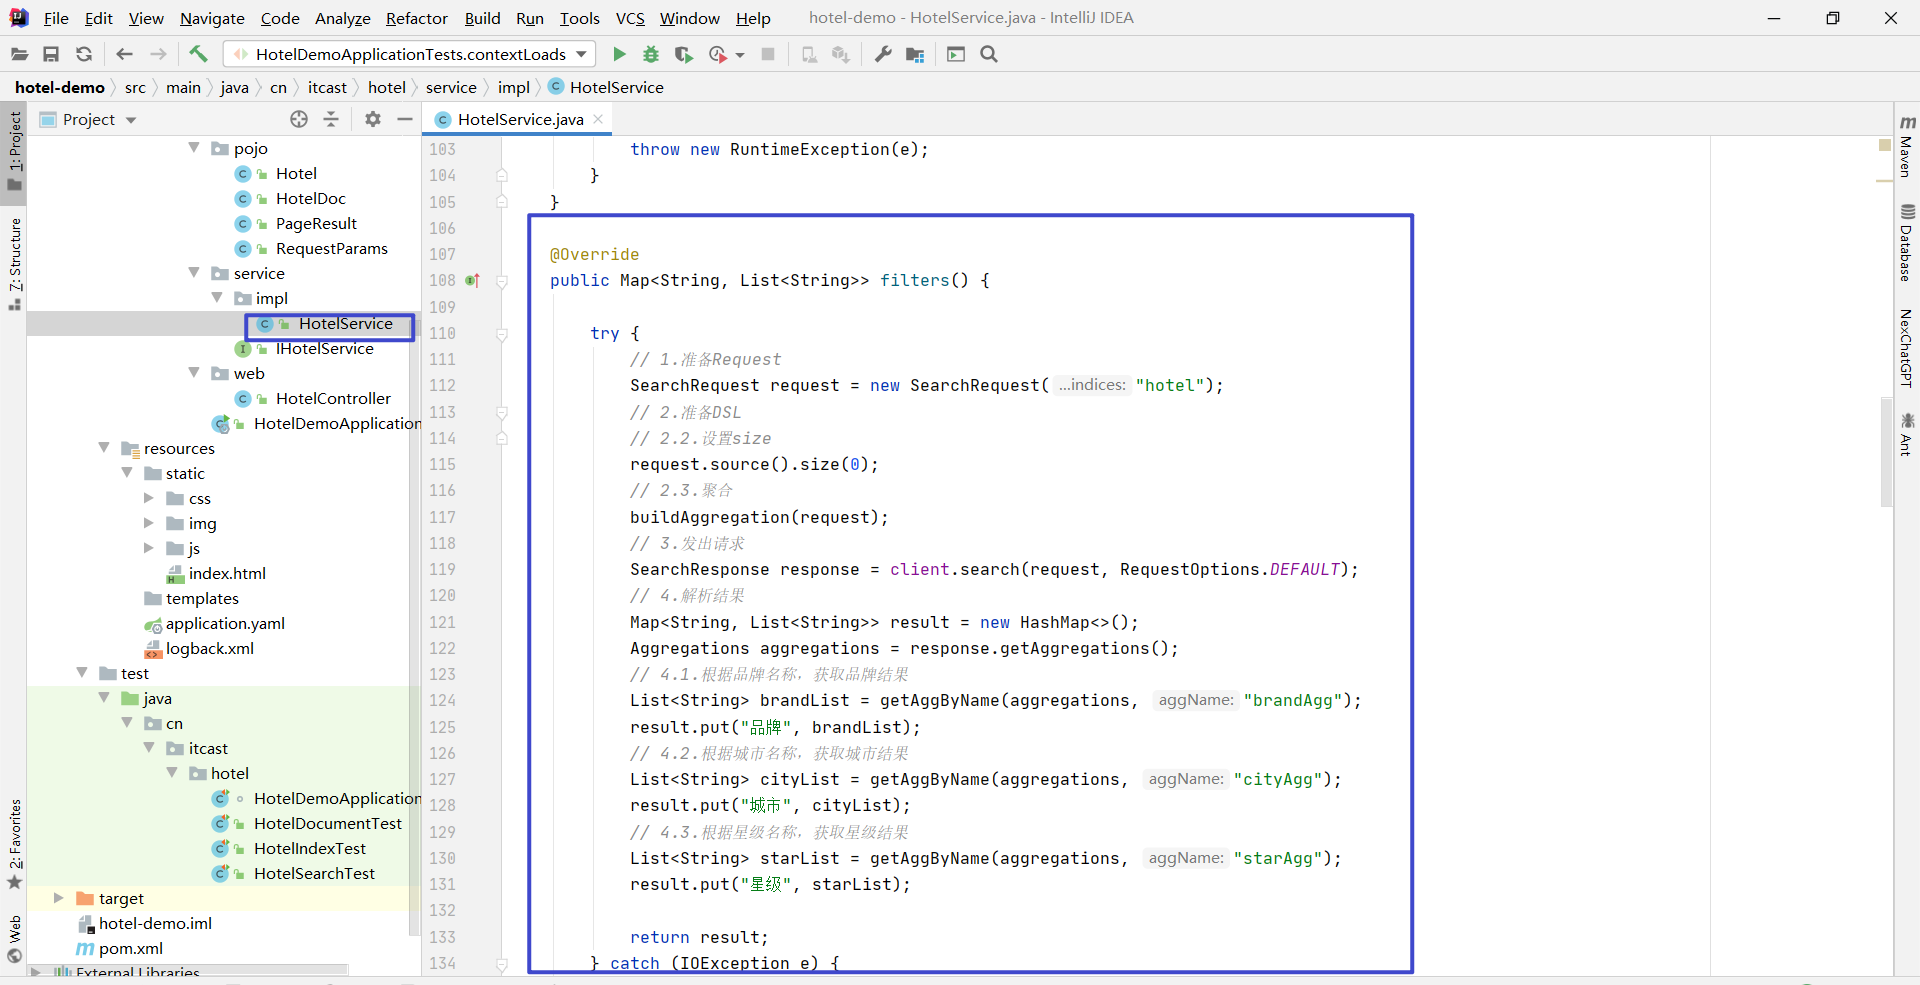 File Edit View Navigate Code Analyze Refactor Build Run Tools VCS Window Help hotel-demo - HotelService.java - IntelliJ IDEA
HotelDemoApplicationTests.contextLoads
hotel-demo src main java cn itcast hotel service impl HotelService
1: Project
7: Structure
2: Favorites
Web
Project
pojo
Hotel
HotelDoc
PageResult
RequestParams
service
impl
HotelService
IHotelService
web
HotelController
HotelDemoApplication
resources
static
css
img
js
index.html
templates
application.yaml
logback.xml
test
java
cn
itcast
hotel
HotelDemoApplication
HotelDocumentTest
HotelIndexTest
HotelSearchTest
target
hotel-demo.iml
pom.xml
External Libraries
HotelService.java
103 throw new RuntimeException(e);
104 }
105 }
106
107 @Override
108 public Map<String, List<String>> filters() {
109
110 try {
111 // 1.准备Request
112 SearchRequest request = new SearchRequest( ...indices: "hotel");
113 // 2.准备DSL
114 // 2.2.设置size
115 request.source().size(0);
116 // 2.3.聚合
117 buildAggregation(request);
118 // 3.发出请求
119 SearchResponse response = client.search(request, RequestOptions.DEFAULT);
120 // 4.解析结果
121 Map<String, List<String>> result = new HashMap<>();
122 Aggregations aggregations = response.getAggregations();
123 // 4.1.根据品牌名称，获取品牌结果
124 List<String> brandList = getAggByName(aggregations, aggName: "brandAgg");
125 result.put("品牌", brandList);
126 // 4.2.根据城市名称，获取城市结果
127 List<String> cityList = getAggByName(aggregations, aggName: "cityAgg");
128 result.put("城市", cityList);
129 // 4.3.根据星级名称，获取星级结果
130 List<String> starList = getAggByName(aggregations, aggName: "starAgg");
131 result.put("星级", starList);
132
133 return result;
134 } catch (IOException e) {
Maven
Database
NexChatGPT
Ant